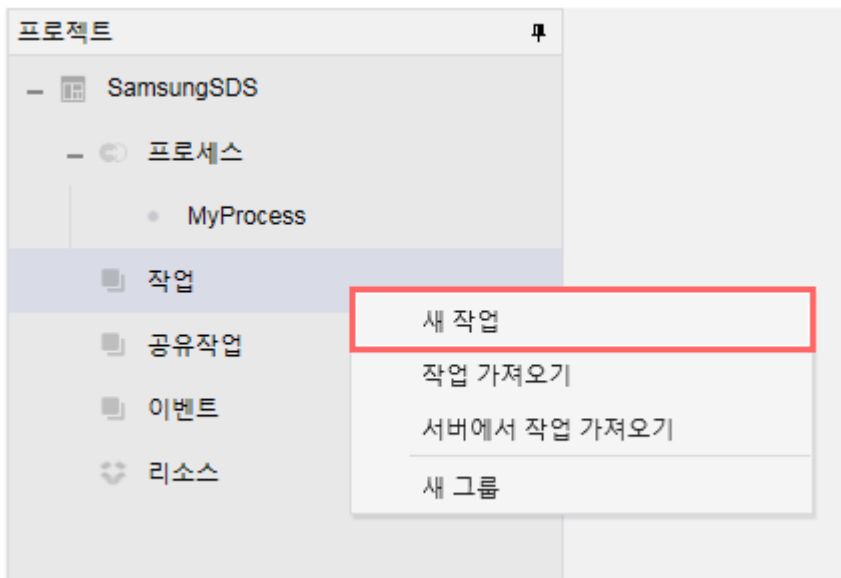 프로젝트
SamsungSDS
프로세스
MyProcess
작업
새 작업
공유작업
작업 가져오기
이벤트
서버에서 작업 가져오기
리소스
새 그룹